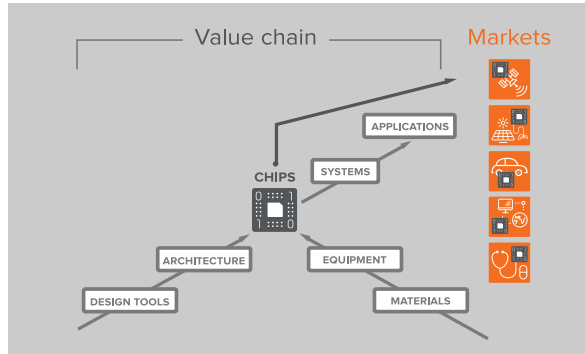 Value chain
Markets
APPLICATIONS
SYSTEMS
CHIPS
ARCHITECTURE
EQUIPMENT
DESIGN TOOLS
MATERIALS